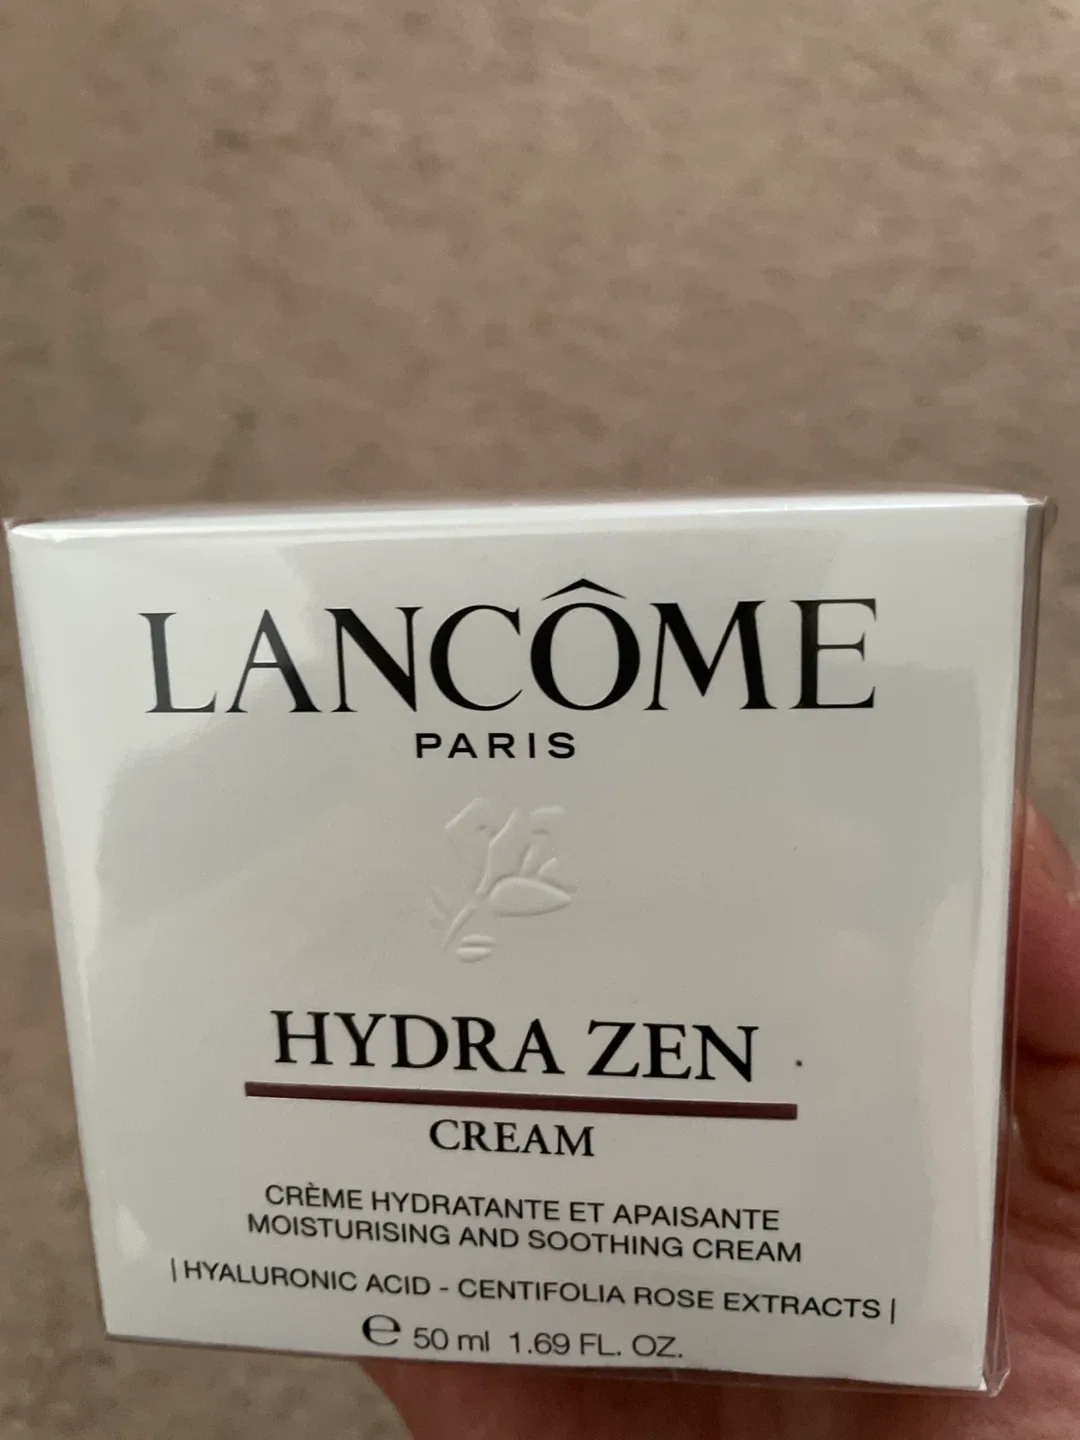 LANCÔME
PARIS
HYDRA ZEN
CREAM
CRÈME HYDRATANTE ET APAISANTE
MOISTURISING AND SOOTHING CREAM
| HYALURONIC ACID - CENTIFOLIA ROSE EXTRACTS |
℮ 50 ml 1.69 FL. OZ.